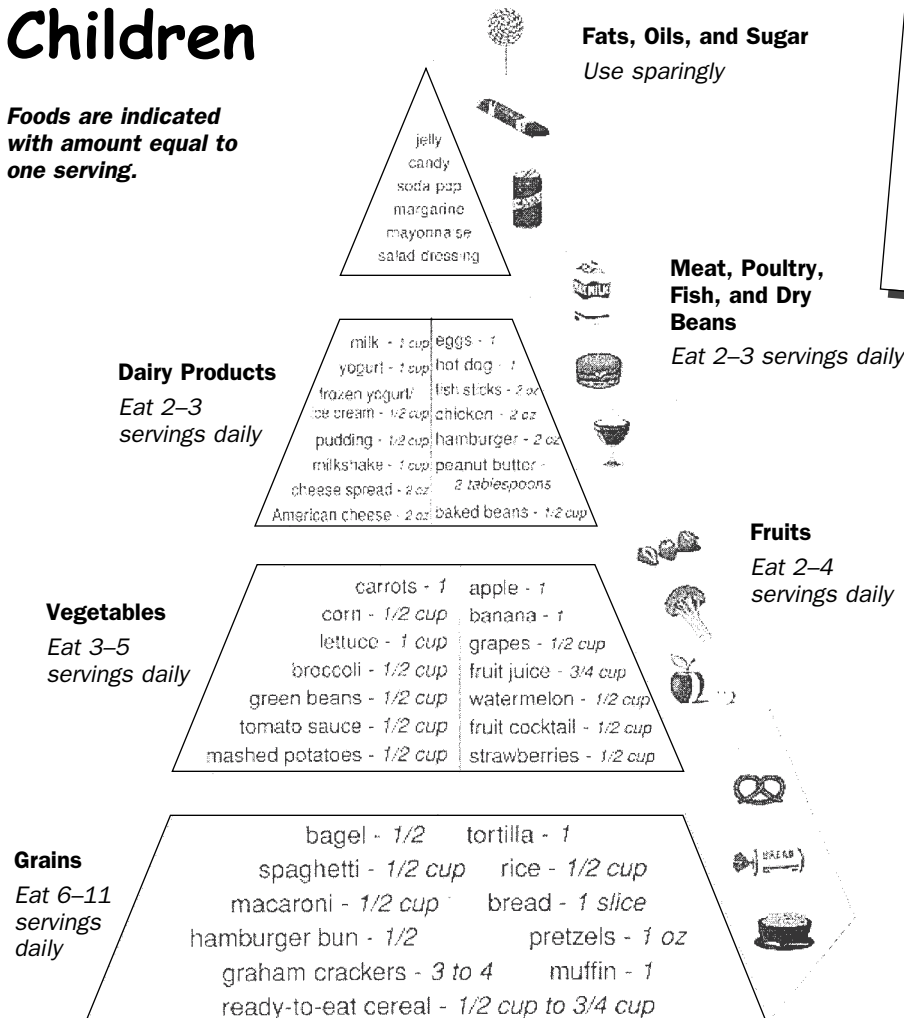 Children
Foods are indicated
with amount equal to
one serving.
Fats, Oils, and Sugar
Use sparingly
jelly
candy
soda pop
margarine
mayonnaise
salad dressing
Meat, Poultry,
Fish, and Dry
Beans
Eat 2–3 servings daily
Dairy Products
Eat 2–3
servings daily
milk - 1 cup
yogurt - 1 cup
frozen yogurt/
ice cream - 1/2 cup
pudding - 1/2 cup
milkshake - 1 cup
cheese spread - 2 oz
American cheese - 2 oz
eggs - 1
hot dog - 1
fish sticks - 2 oz
chicken - 2 oz
hamburger - 2 oz
peanut butter -
2 tablespoons
baked beans - 1/2 cup
Fruits
Eat 2–4
servings daily
Vegetables
Eat 3–5
servings daily
carrots - 1
corn - 1/2 cup
lettuce - 1 cup
broccoli - 1/2 cup
green beans - 1/2 cup
tomato sauce - 1/2 cup
mashed potatoes - 1/2 cup
apple - 1
banana - 1
grapes - 1/2 cup
fruit juice - 3/4 cup
watermelon - 1/2 cup
fruit cocktail - 1/2 cup
strawberries - 1/2 cup
BREAD
Grains
Eat 6–11
servings
daily
bagel - 1/2 tortilla - 1
spaghetti - 1/2 cup rice - 1/2 cup
macaroni - 1/2 cup bread - 1 slice
hamburger bun - 1/2 pretzels - 1 oz
graham crackers - 3 to 4 muffin - 1
ready-to-eat cereal - 1/2 cup to 3/4 cup